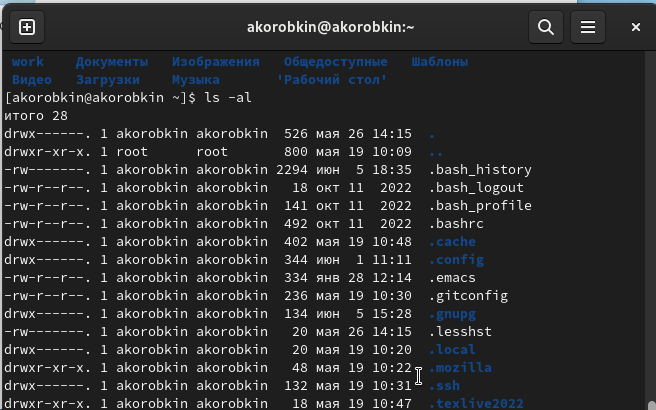 akorobkin@akorobkin:~
work Документы Изображения Общедоступные Шаблоны
Видео Загрузки Музыка 'Рабочий стол'
[akorobkin@akorobkin ~]$ ls -al
итого 28
drwx------. 1 akorobkin akorobkin 526 мая 26 14:15 .
drwxr-xr-x. 1 root root 800 мая 19 10:09 ..
-rw-------. 1 akorobkin akorobkin 2294 июн 5 18:35 .bash_history
-rw-r--r--. 1 akorobkin akorobkin 18 окт 11 2022 .bash_logout
-rw-r--r--. 1 akorobkin akorobkin 141 окт 11 2022 .bash_profile
-rw-r--r--. 1 akorobkin akorobkin 492 окт 11 2022 .bashrc
drwx------. 1 akorobkin akorobkin 402 мая 19 10:48 .cache
drwx------. 1 akorobkin akorobkin 344 июн 1 11:11 .config
-rw-r--r--. 1 akorobkin akorobkin 334 янв 28 12:14 .emacs
-rw-r--r--. 1 akorobkin akorobkin 236 мая 19 10:30 .gitconfig
drwx------. 1 akorobkin akorobkin 134 июн 5 15:28 .gnupg
-rw-------. 1 akorobkin akorobkin 20 мая 26 14:15 .lesshst
drwx------. 1 akorobkin akorobkin 20 мая 19 10:20 .local
drwxr-xr-x. 1 akorobkin akorobkin 48 мая 19 10:22 .mozilla
drwx------. 1 akorobkin akorobkin 132 мая 19 10:31 .ssh
drwxr-xr-x. 1 akorobkin akorobkin 18 мая 19 10:47 .texlive2022